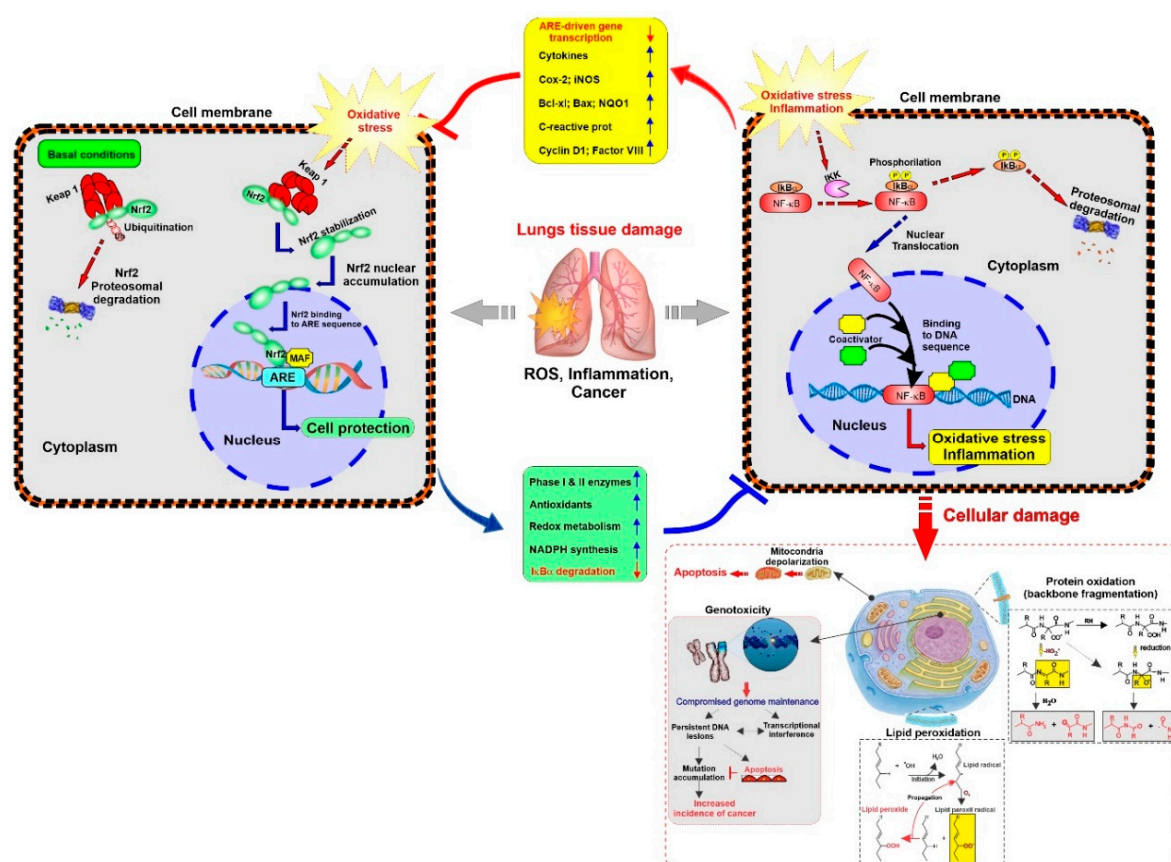 ARE-driven gene
transcription
Cytokines
Cox-2; iNOS
Bcl-xl; Bax; NQO1
C-reactive prot
Cyclin D1; Factor VIII
Cell membrane
Oxidative
stress
Basal conditions
Keap 1
Nrf2
Ubiquitination
Nrf2
Proteosomal
degradation
Keap 1
Nrf2
Nrf2 stabilization
Nrf2 nuclear
accumulation
Nrf2 binding
to ARE sequence
Nrf2
MAF
ARE
Cell protection
Nucleus
Cytoplasm
Lungs tissue damage
ROS, Inflammation,
Cancer
Oxidative stress
Inflammation
Cell membrane
IKK
Phosphorilation
IkBα
NF-κB
P P
IkBα
NF-κB
P P
IkBα
Proteosomal
degradation
Nuclear
Translocation
Cytoplasm
NF-κB
Coactivator
Binding
to DNA
sequence
NF-κB
DNA
Nucleus
Oxidative stress
Inflammation
Phase I & II enzymes
Antioxidants
Redox metabolism
NADPH synthesis
IκBα degradation
Cellular damage
Apoptosis
Mitocondria
depolarization
Genotoxicity
Compromised genome maintenance
Persistent DNA
lesions
Transcriptional
interference
Mutation
accumulation
Apoptosis
Increased
incidence of cancer
Protein oxidation
(backbone fragmentation)
RH
reduction
H₂O
Lipid peroxidation
+ •OH
Initiation
H₂O
Lipid radical
O₂
Propagation
Lipid peroxide
Lipid peroxil radical
OOH
+
OO•